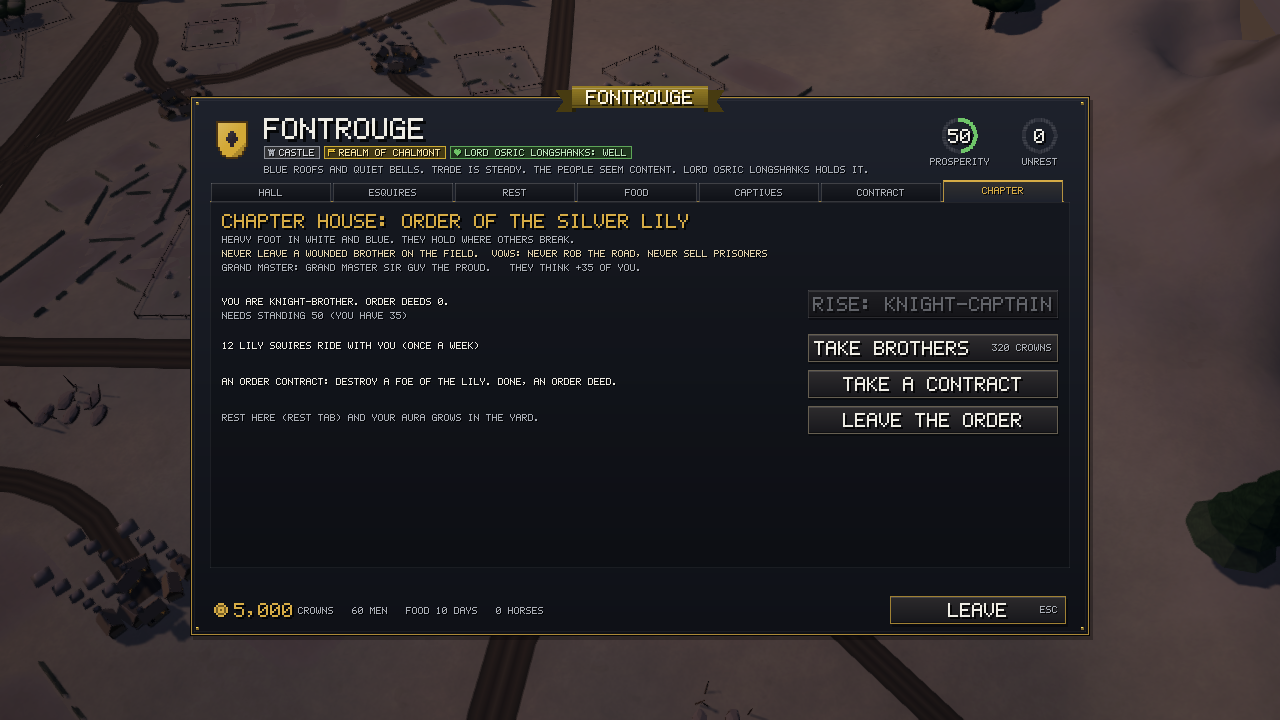 FONTROUGE
FONTROUGE
CASTLE REALM OF CHALMONT LORD OSRIC LONGSHANKS: WELL
BLUE ROOFS AND QUIET BELLS. TRADE IS STEADY. THE PEOPLE SEEM CONTENT. LORD OSRIC LONGSHANKS HOLDS IT.
50 0
PROSPERITY UNREST
HALL ESQUIRES REST FOOD CAPTIVES CONTRACT CHAPTER
CHAPTER HOUSE: ORDER OF THE SILVER LILY
HEAVY FOOT IN WHITE AND BLUE. THEY HOLD WHERE OTHERS BREAK.
NEVER LEAVE A WOUNDED BROTHER ON THE FIELD. VOWS: NEVER ROB THE ROAD, NEVER SELL PRISONERS
GRAND MASTER: GRAND MASTER SIR GUY THE PROUD. THEY THINK +35 OF YOU.
YOU ARE KNIGHT-BROTHER. ORDER DEEDS 0. RISE: KNIGHT-CAPTAIN
NEEDS STANDING 50 (YOU HAVE 35)
12 LILY SQUIRES RIDE WITH YOU (ONCE A WEEK) TAKE BROTHERS 320 CROWNS
AN ORDER CONTRACT: DESTROY A FOE OF THE LILY. DONE, AN ORDER DEED. TAKE A CONTRACT
REST HERE (REST TAB) AND YOUR AURA GROWS IN THE YARD. LEAVE THE ORDER
5,000 CROWNS 60 MEN FOOD 10 DAYS 0 HORSES LEAVE ESC